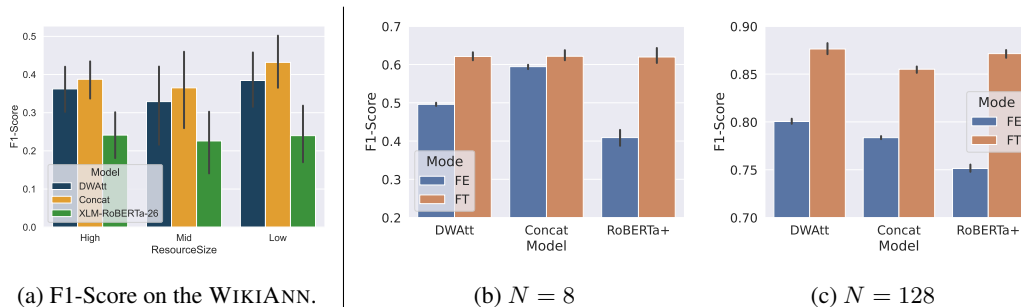 0.5
0.4
0.3
0.2
0.1
0.0
F1-Score
Model
DWAtt
Concat
XLM-RoBERTa-26
High
Mid
Low
ResourceSize
(a) F1-Score on the WIKIANN.
0.7
0.6
0.5
0.4
0.3
0.2
F1-Score
Mode
FE
FT
DWAtt
Concat
RoBERTa+
Model
(b) N = 8
0.90
0.85
0.80
0.75
0.70
F1-Score
Mode
FE
FT
DWAtt
Concat
RoBERTa+
Model
(c) N = 128